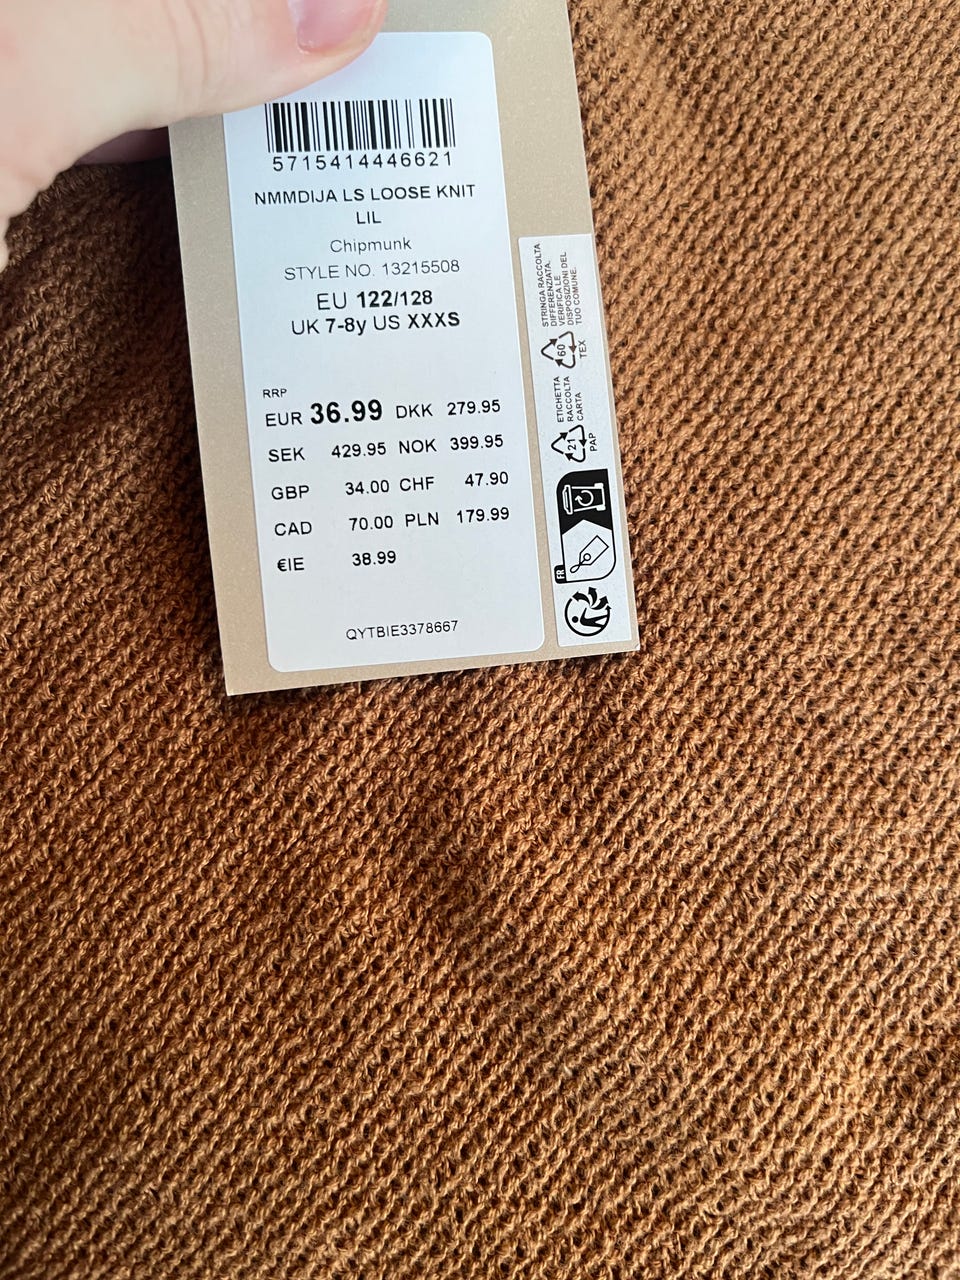 5715414446621
NMMDIJA LS LOOSE KNIT
LIL
Chipmunk
STYLE NO. 13215508
EU 122/128
UK 7-8y US XXXS
RRP
EUR 36.99 DKK 279.95
SEK 429.95 NOK 399.95
GBP 34.00 CHF 47.90
CAD 70.00 PLN 179.99
€IE 38.99
QYTBIE3378667
STRINGA RACCOLTA
DIFFERENZIATA.
VERIFICA LE
DISPOSIZIONI DEL
TUO COMUNE.
60
TEX
ETICHETTA
RACCOLTA
CARTA
21
PAP
FR